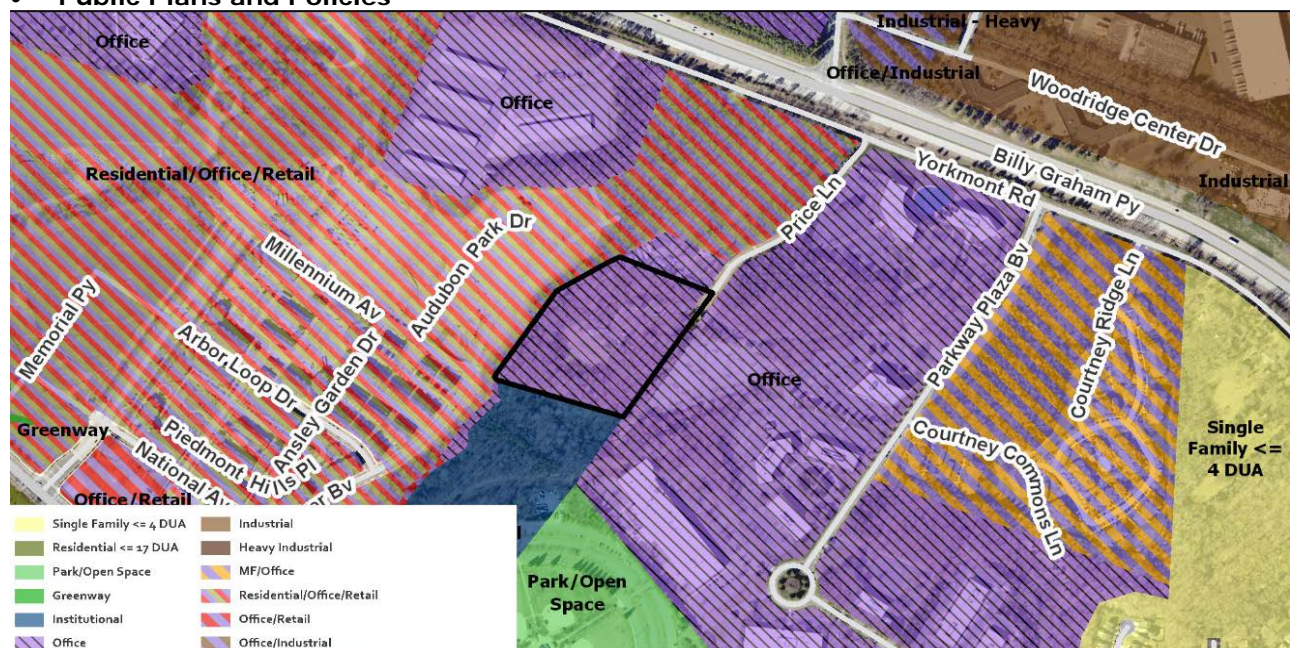 • Public Plans and Policies
Office
Industrial - Heavy
Office/Industrial
Woodridge Center Dr
Office
Billy Graham Py
Yorkmont Rd
Industrial
Residential/Office/Retail
Price Ln
Audubon Park Dr
Millennium Av
Memorial Py
Arbor Loop Dr
Ansley Garden Dr
Parkway Plaza Bv
Courtney Ridge Ln
Office
Courtney Commons Ln
Single
Family <=
4 DUA
Greenway
Piedmont Hills Pl
National Av
Bv
Office/Retail
Park/Open
Space
Single Family <= 4 DUA
Residential <= 17 DUA
Park/Open Space
Greenway
Institutional
Office
Industrial
Heavy Industrial
MF/Office
Residential/Office/Retail
Office/Retail
Office/Industrial